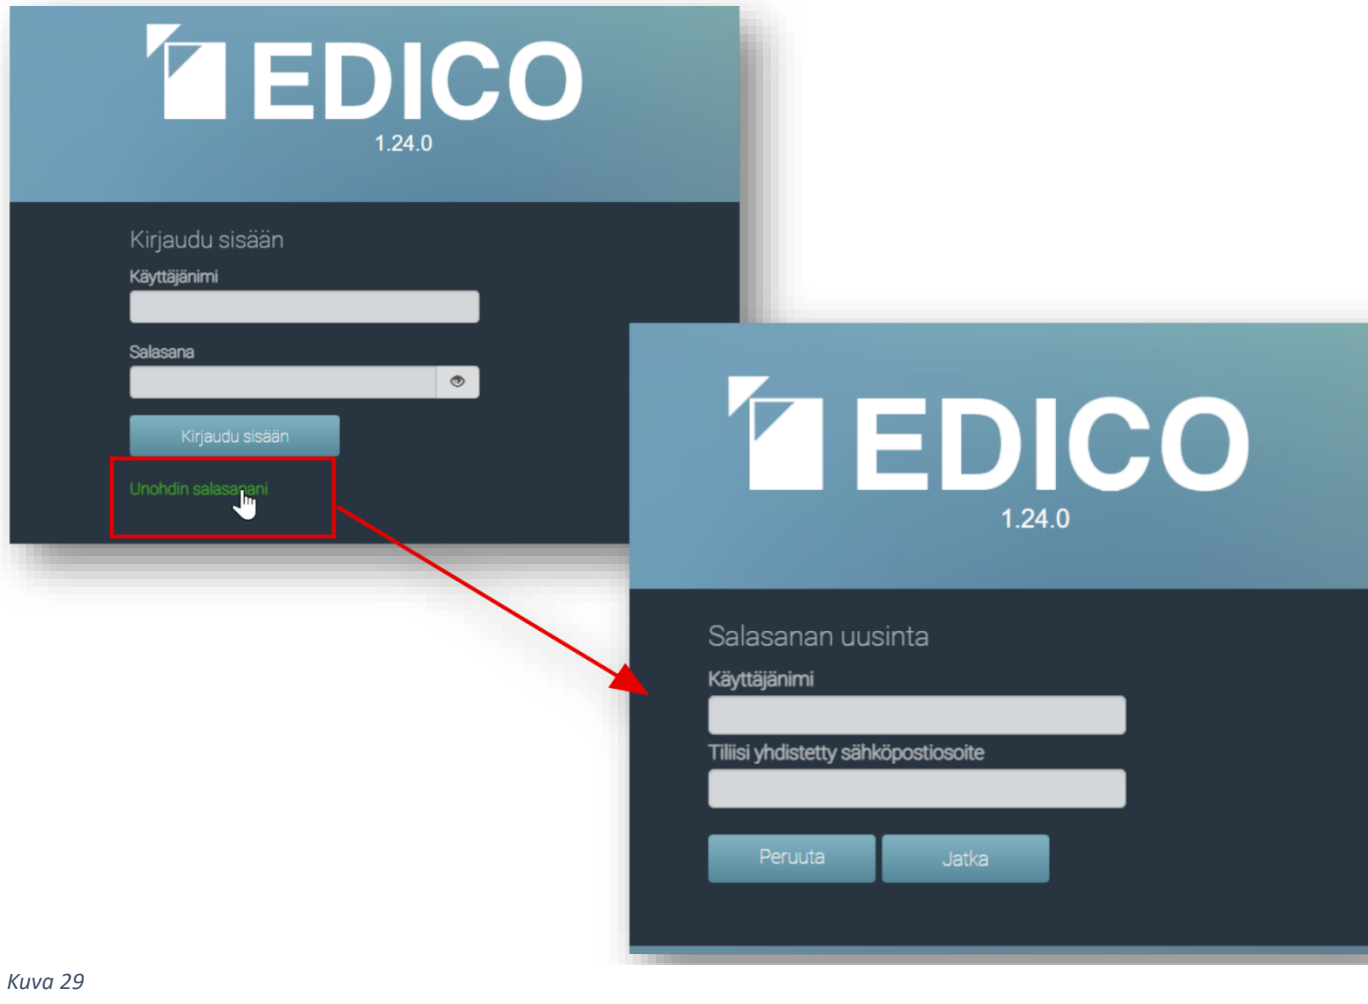 EDICO
1.24.0
Kirjaudu sisään
Käyttäjänimi
Salasana
Kirjaudu sisään
Unohdin salasanani
EDICO
1.24.0
Salasanan uusinta
Käyttäjänimi
Tiliisi yhdistetty sähköpostiosoite
Peruuta
Jatka
Kuva 29